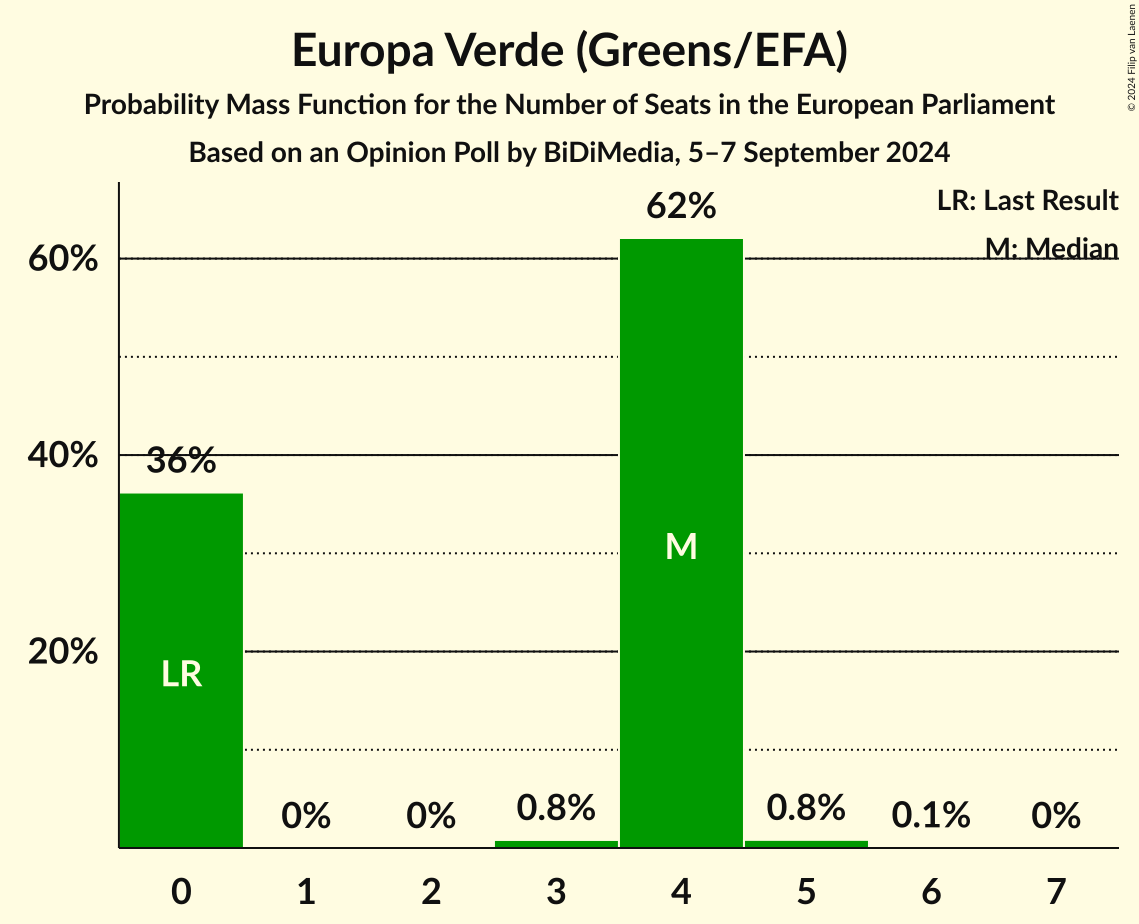 Europa Verde (Greens/EFA)
Probability Mass Function for the Number of Seats in the European Parliament
Based on an Opinion Poll by BiDiMedia, 5–7 September 2024
© 2024 Filip van Laenen
LR: Last Result
M: Median
62%
60%
40%
36%
M
20%
LR
0%
0%
0.8%
0.8%
0.1%
0%
0 1 2 3 4 5 6 7